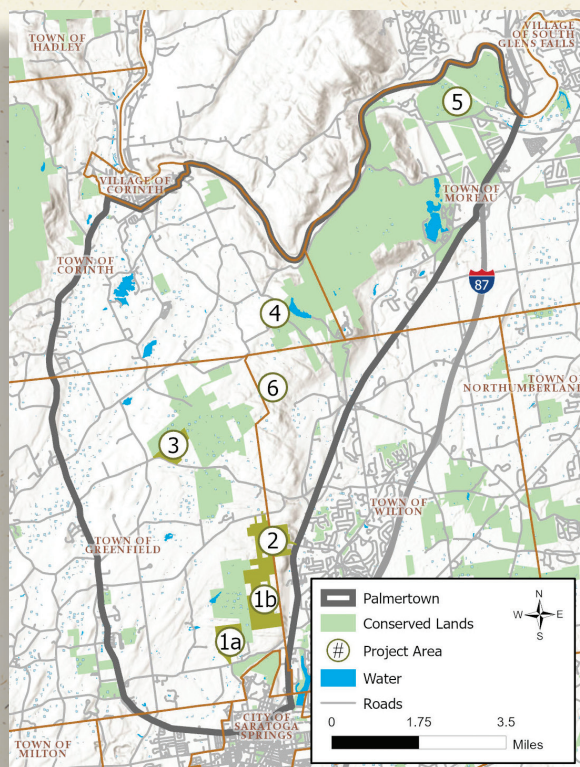 TOWN OF
HADLEY
VILLAGE
OF SOUTH
GLENS FALLS
5
VILLAGE OF
CORINTH
TOWN OF
MOREAU
TOWN OF
CORINTH
87
4
6
TOWN OF
NORTHUMBERLAND
3
TOWN OF
WILTON
2
TOWN OF
GREENFIELD
1b
1a
CITY OF
SARATOGA
SPRINGS
TOWN OF
MILTON
Palmertown
Conserved Lands
# Project Area
Water
Roads
N
W E
S
0 1.75 3.5
Miles